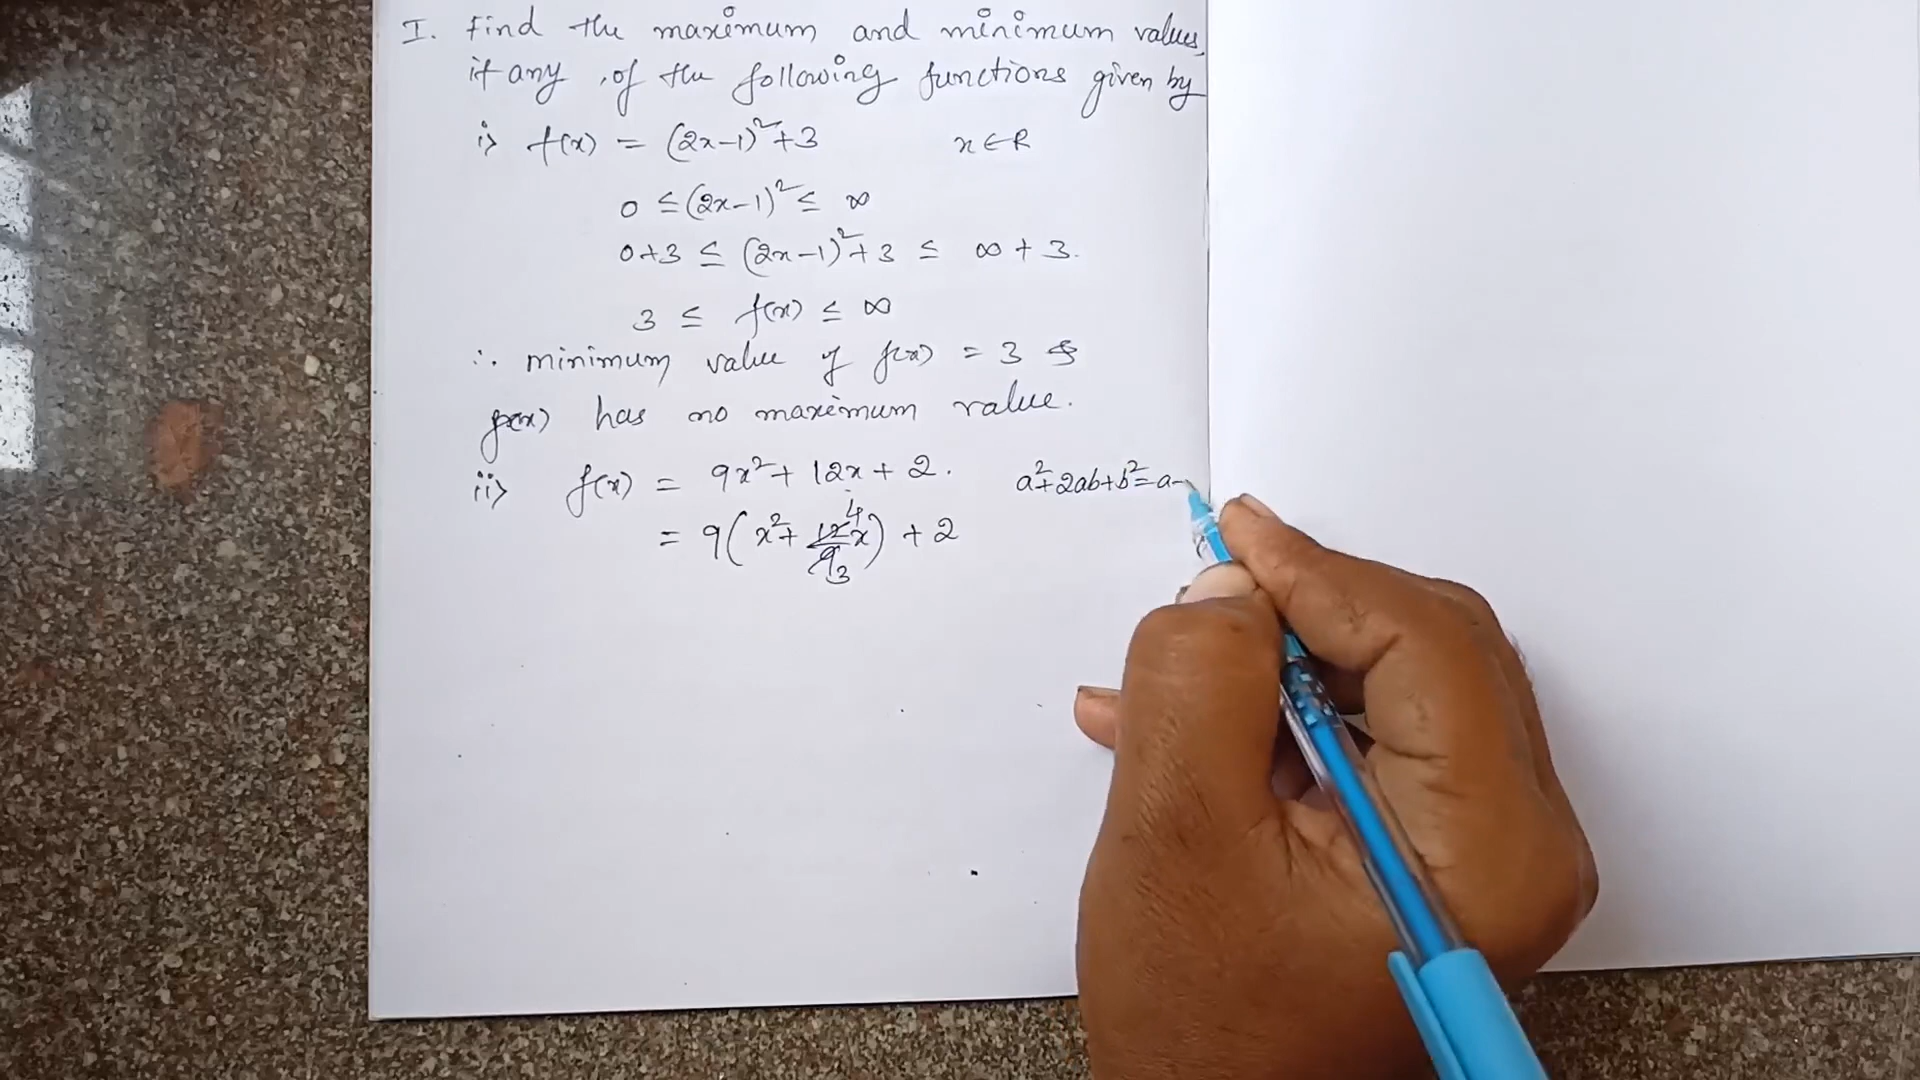 I. Find the maximum and minimum values,
if any, of the following functions given by
i> f(x) = (2x-1)²+3 x∈R
0 ≤ (2x-1)² ≤ ∞
0+3 ≤ (2x-1)²+3 ≤ ∞ + 3.
3 ≤ f(x) ≤ ∞
∴ minimum value of f(x) = 3 &
f(x) has no maximum value.
ii> f(x) = 9x²+12x+2. a²+2ab+b²=a-
= 9(x²+ 12/9 x) + 2
4
3